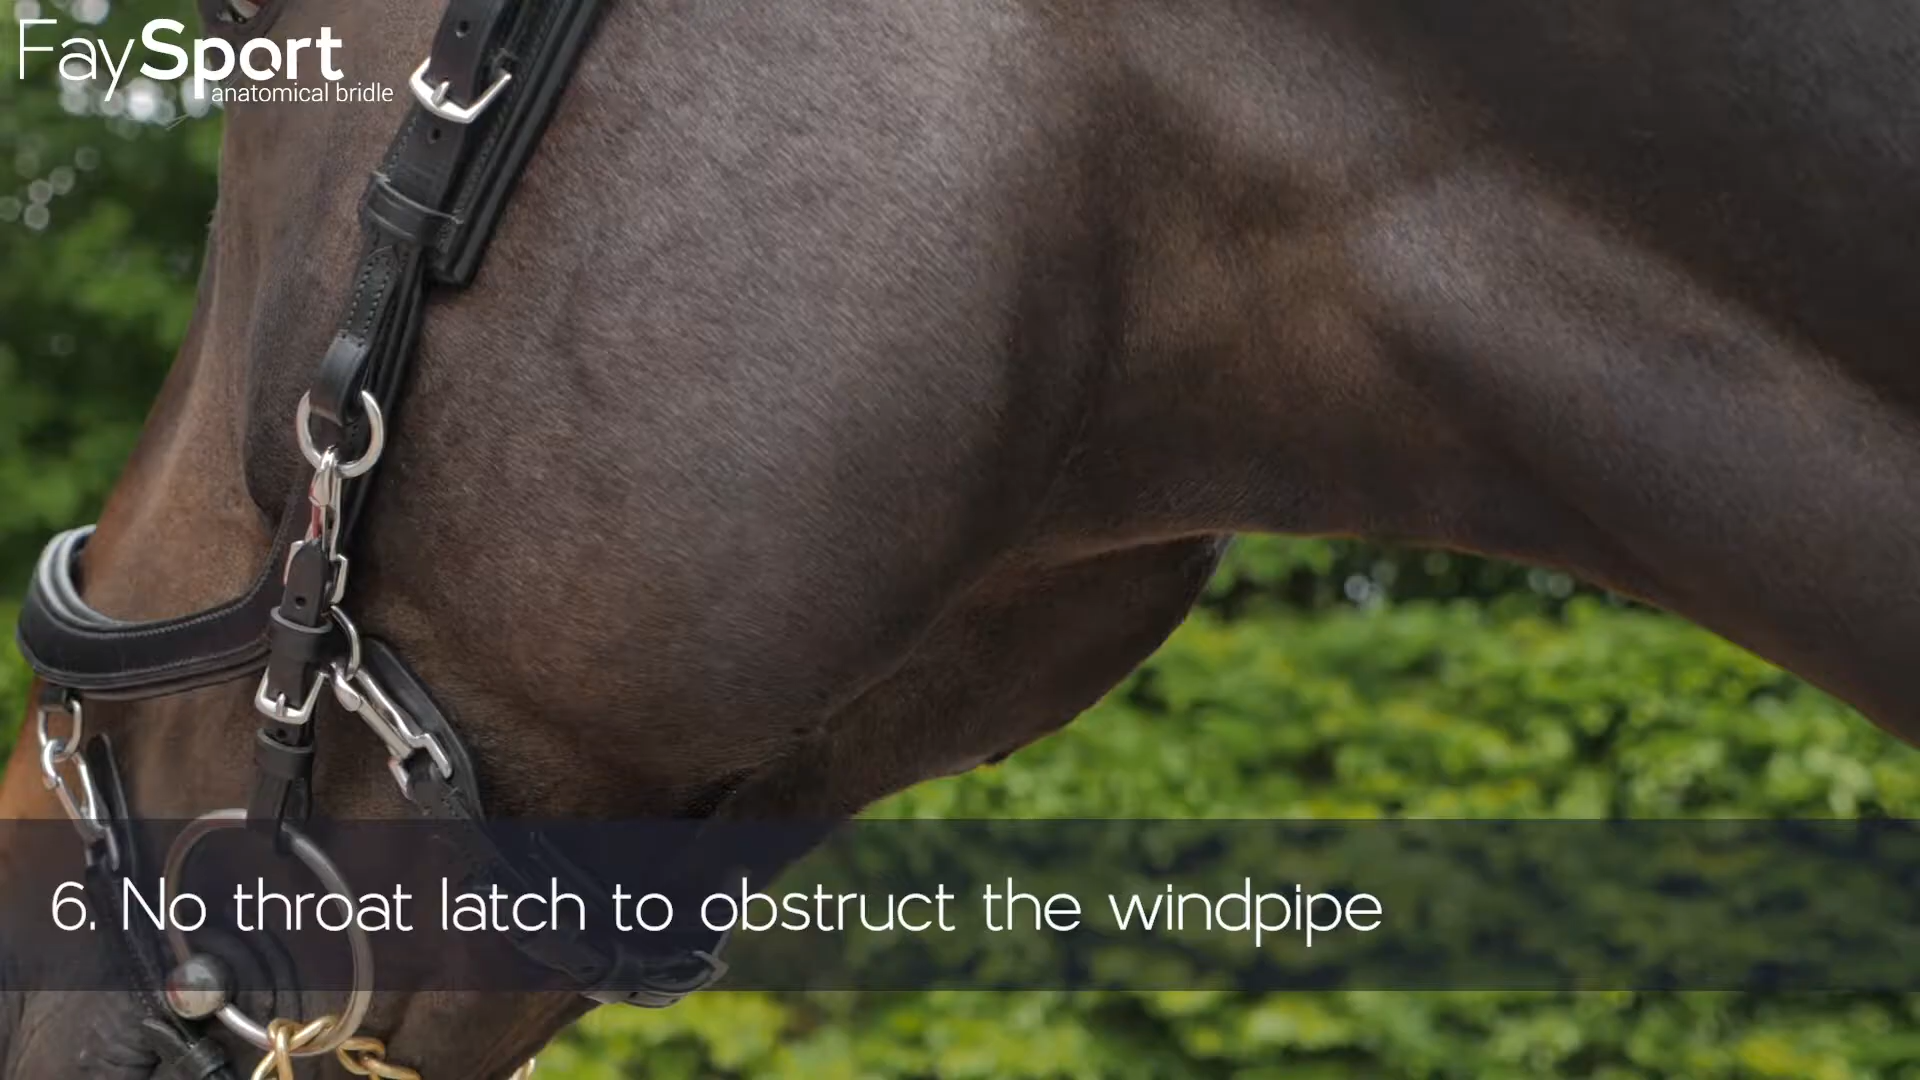 FaySport
anatomical bridle
6. No throat latch to obstruct the windpipe